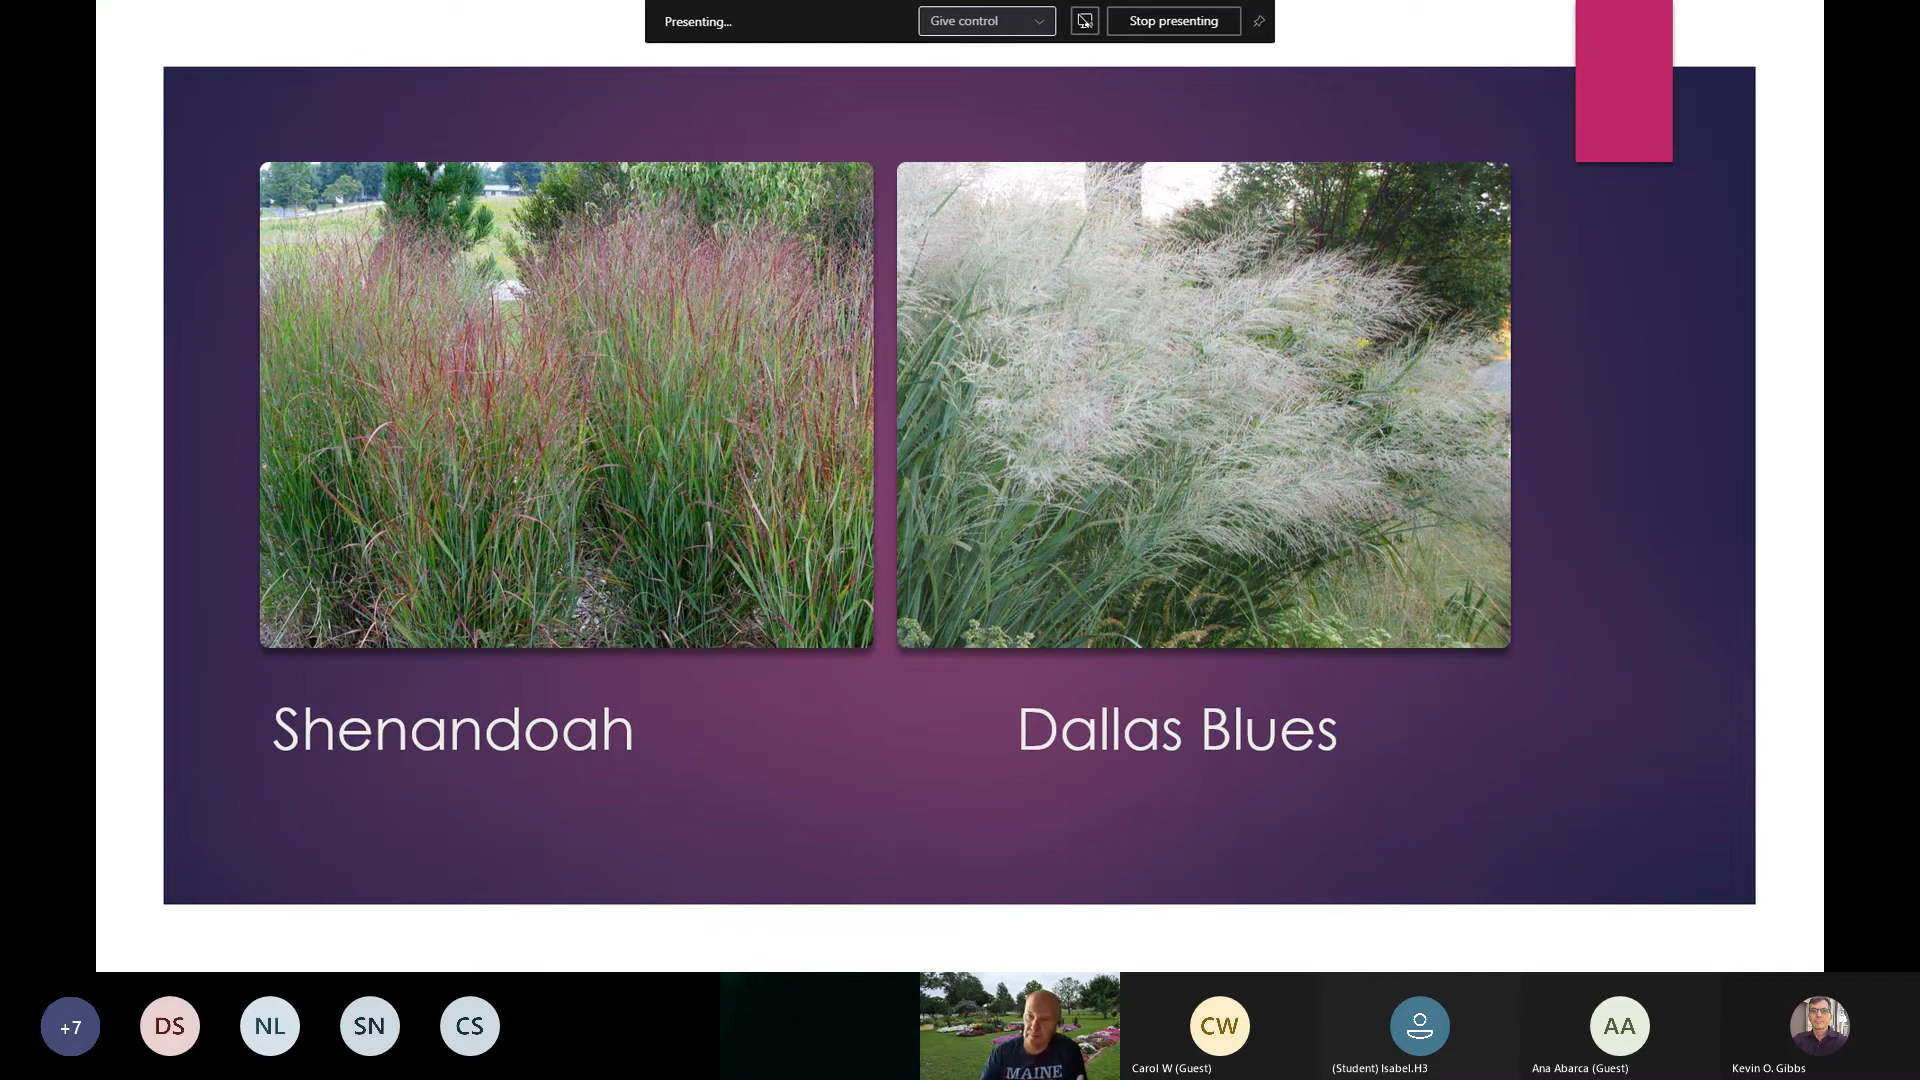 Presenting...
Give control
Stop presenting
Shenandoah
Dallas Blues
+7
DS
NL
SN
CS
MAINE
CW
AA
Carol W (Guest)
(Student) Isabel.H3
Ana Abarca (Guest)
Kevin O. Gibbs